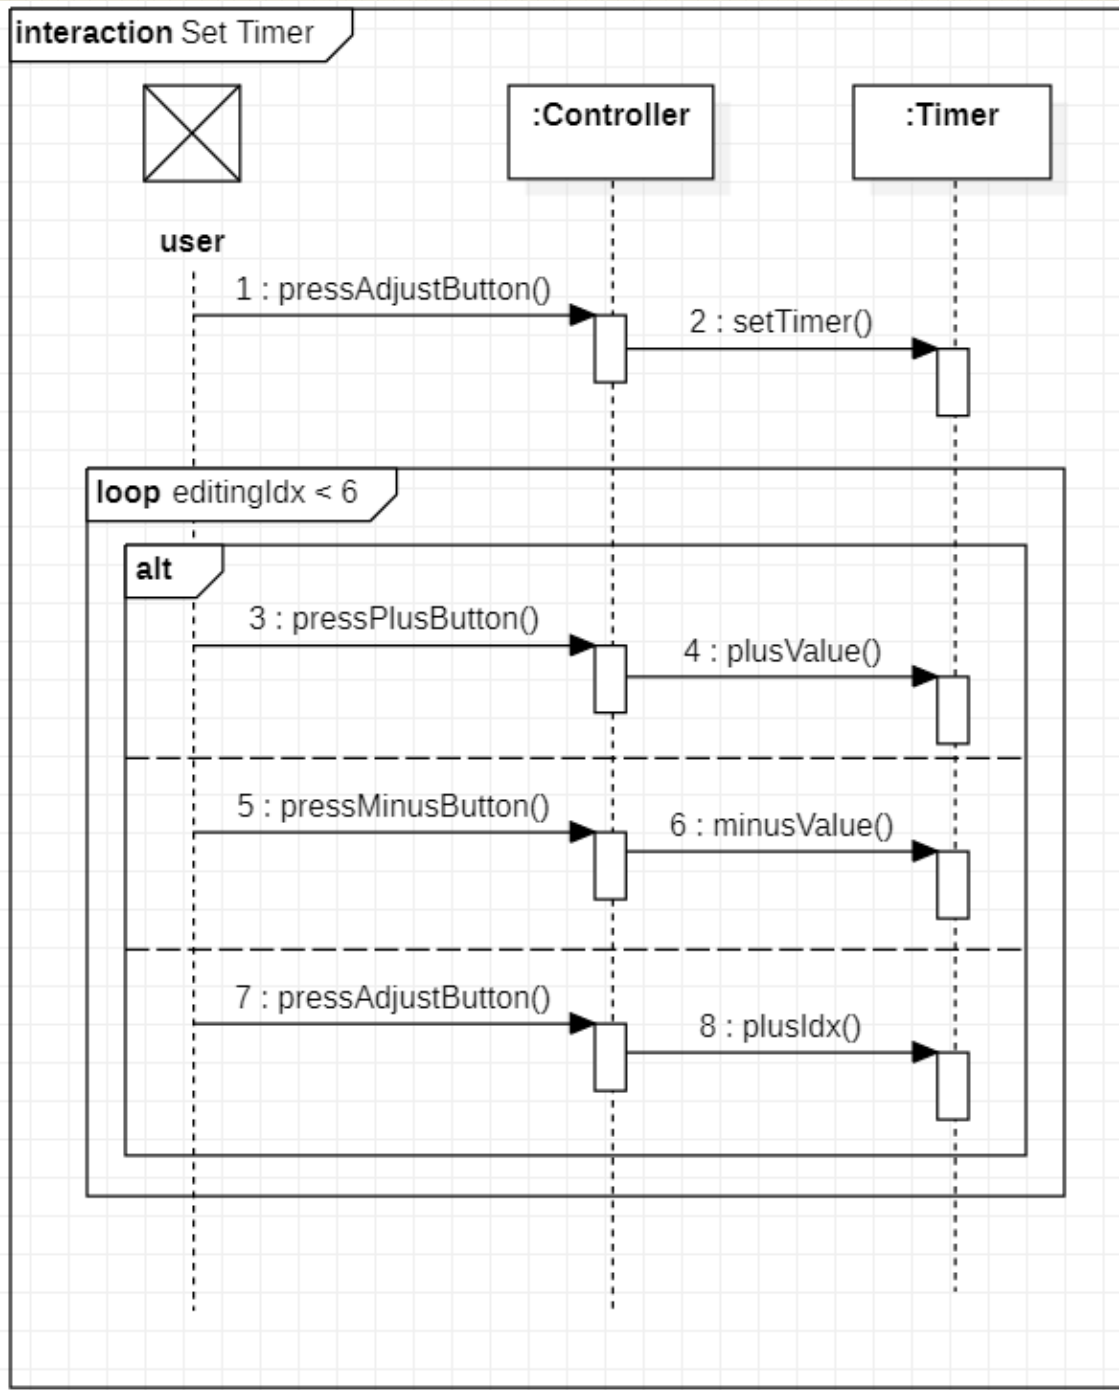 interaction Set Timer
:Controller
:Timer
user
1 : pressAdjustButton()
2 : setTimer()
loop editingIdx < 6
alt
3 : pressPlusButton()
4 : plusValue()
5 : pressMinusButton()
6 : minusValue()
7 : pressAdjustButton()
8 : plusIdx()